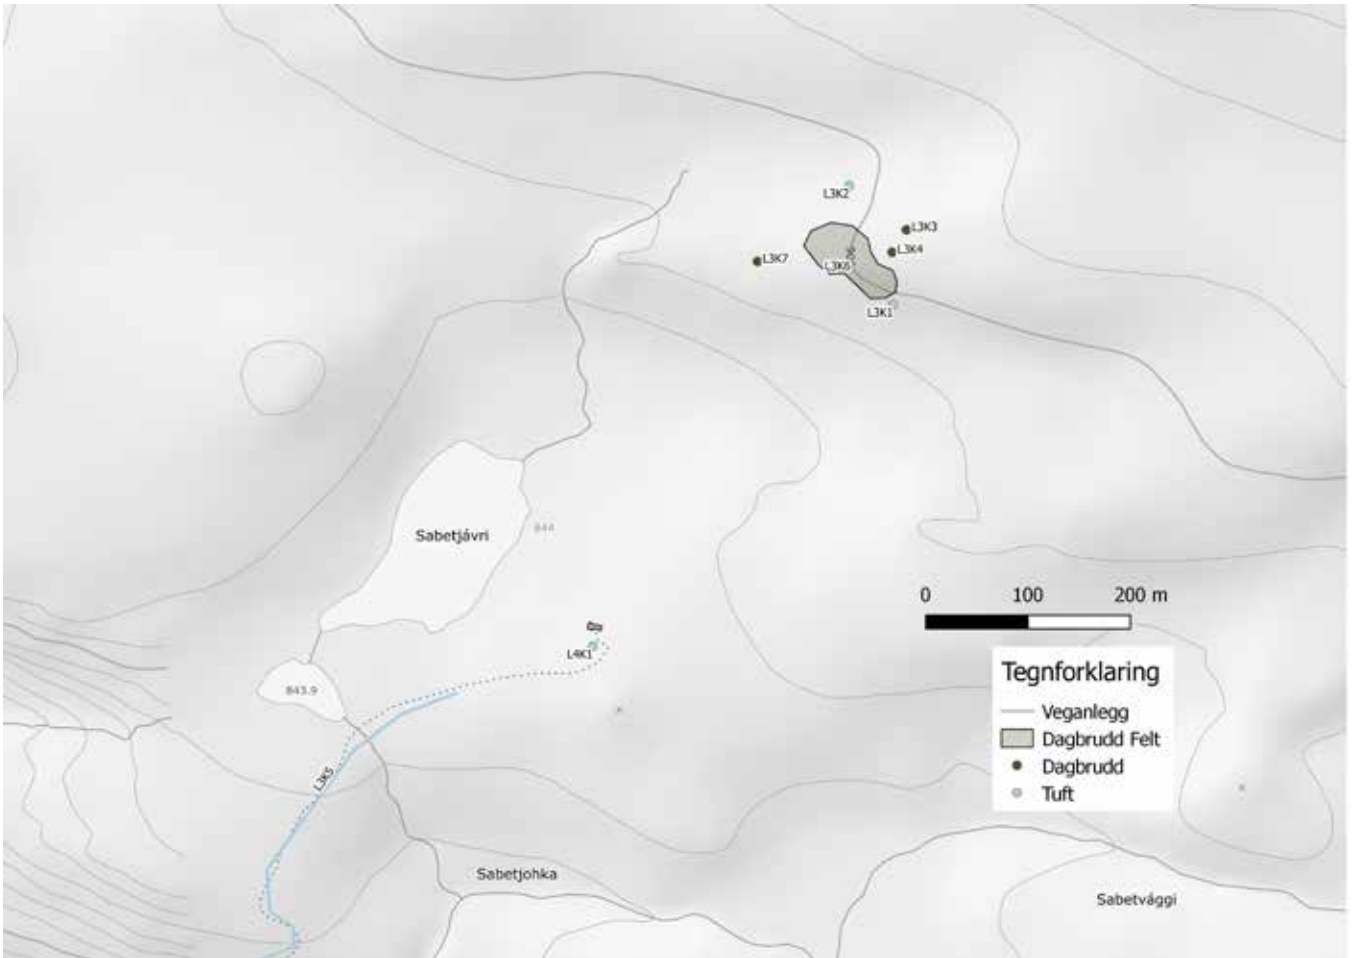 L3K2
L3K3
L3K4
L3K7
L3K6
L3K1
Sabetjávri
844
0 100 200 m
L4K1
Tegnforklaring
843.9
Veganlegg
Dagbrudd Felt
L3K5
Dagbrudd
Tuft
Sabetjohka
Sabetvággi